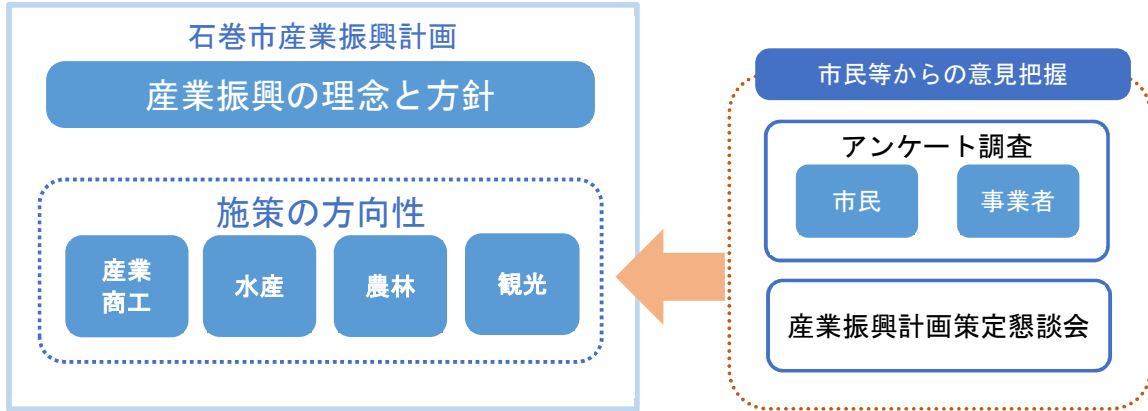 石巻市産業振興計画
産業振興の理念と方針
施策の方向性
産業
商工
水産
農林
観光
市民等からの意見把握
アンケート調査
市民
事業者
産業振興計画策定懇談会